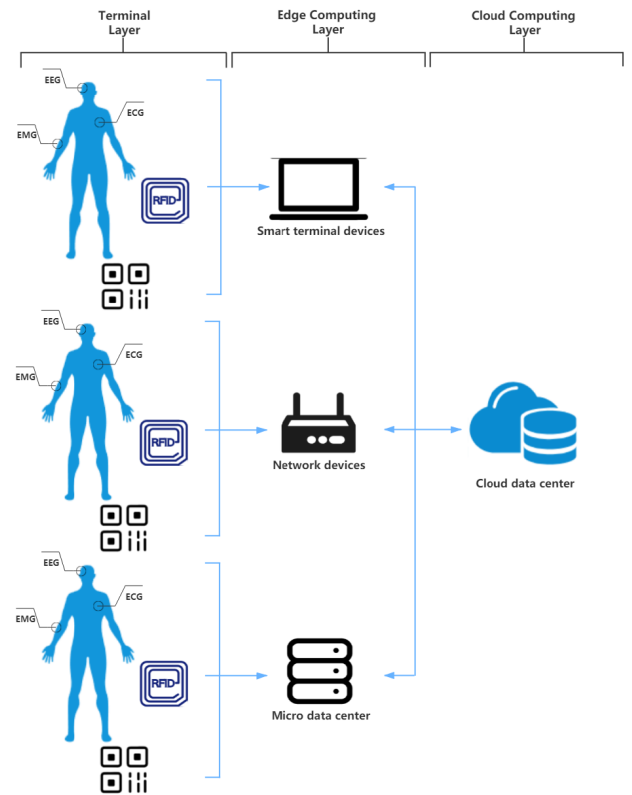 Terminal
Layer
Edge Computing
Layer
Cloud Computing
Layer
EEG
ECG
EMG
RFID
Smart terminal devices
EEG
ECG
EMG
RFID
Network devices
Cloud data center
EEG
ECG
EMG
RFID
Micro data center